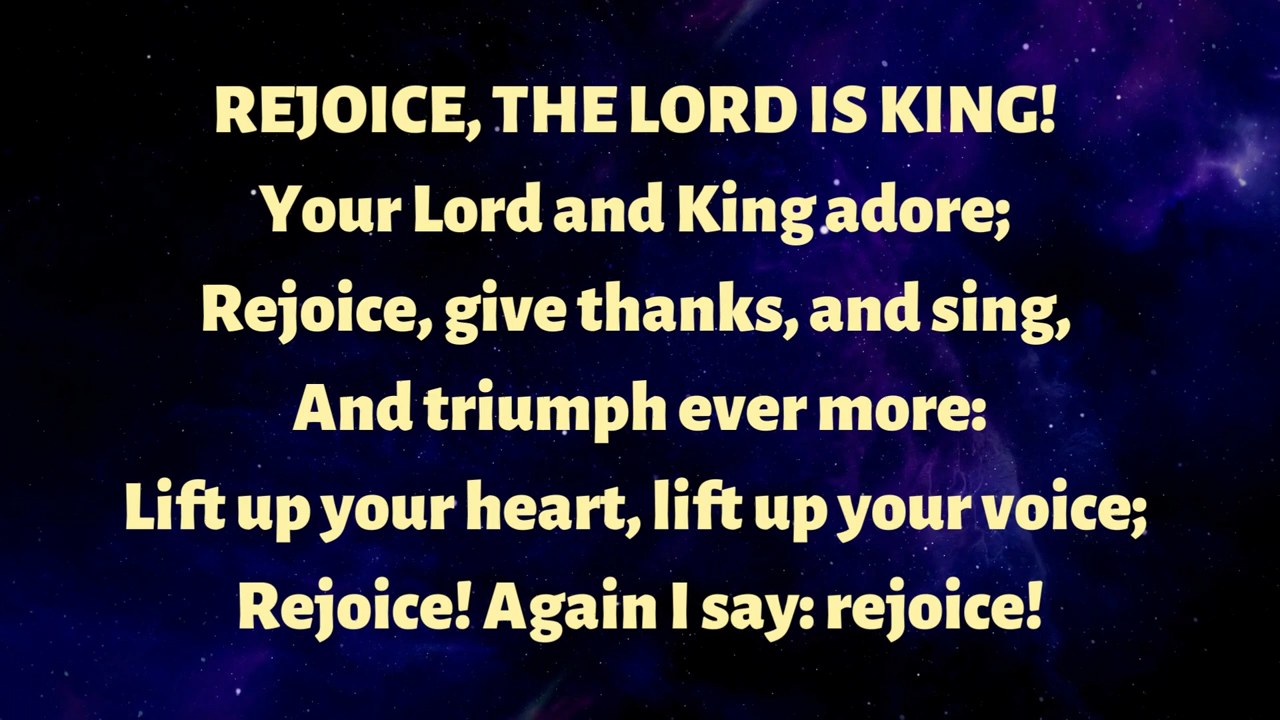 REJOICE, THE LORD IS KING!
Your Lord and King adore;
Rejoice, give thanks, and sing,
And triumph ever more:
Lift up your heart, lift up your voice;
Rejoice! Again I say: rejoice!